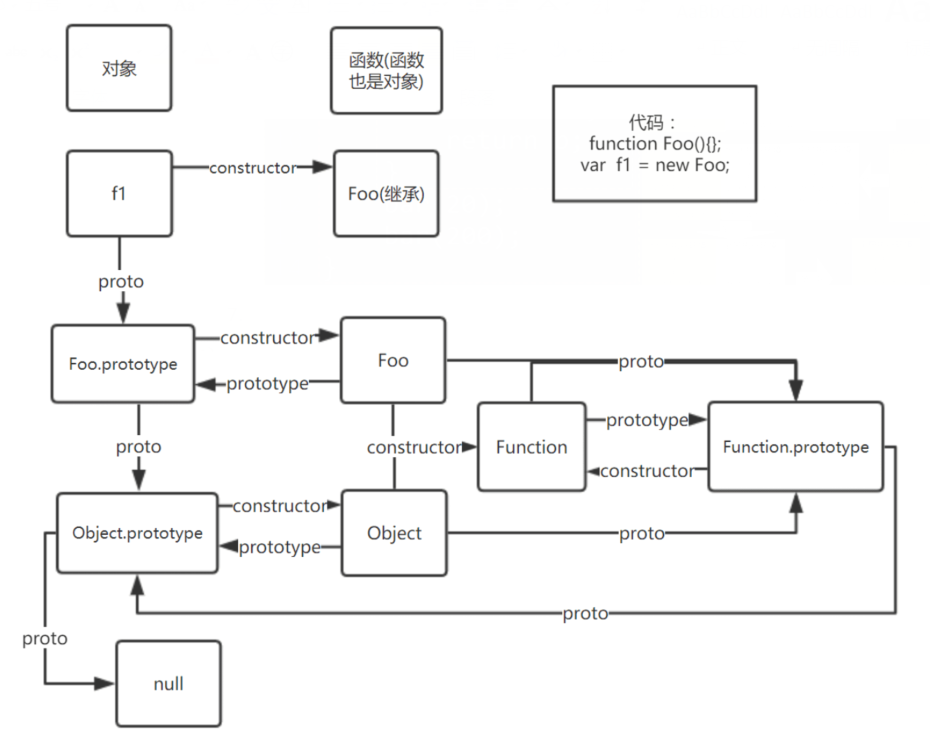 对象
函数(函数
也是对象)
代码：
function Foo(){};
var f1 = new Foo;
f1
constructor
Foo(继承)
proto
Foo.prototype
constructor
prototype
Foo
proto
proto
constructor
Function
prototype
constructor
Function.prototype
Object.prototype
constructor
prototype
Object
proto
proto
proto
null